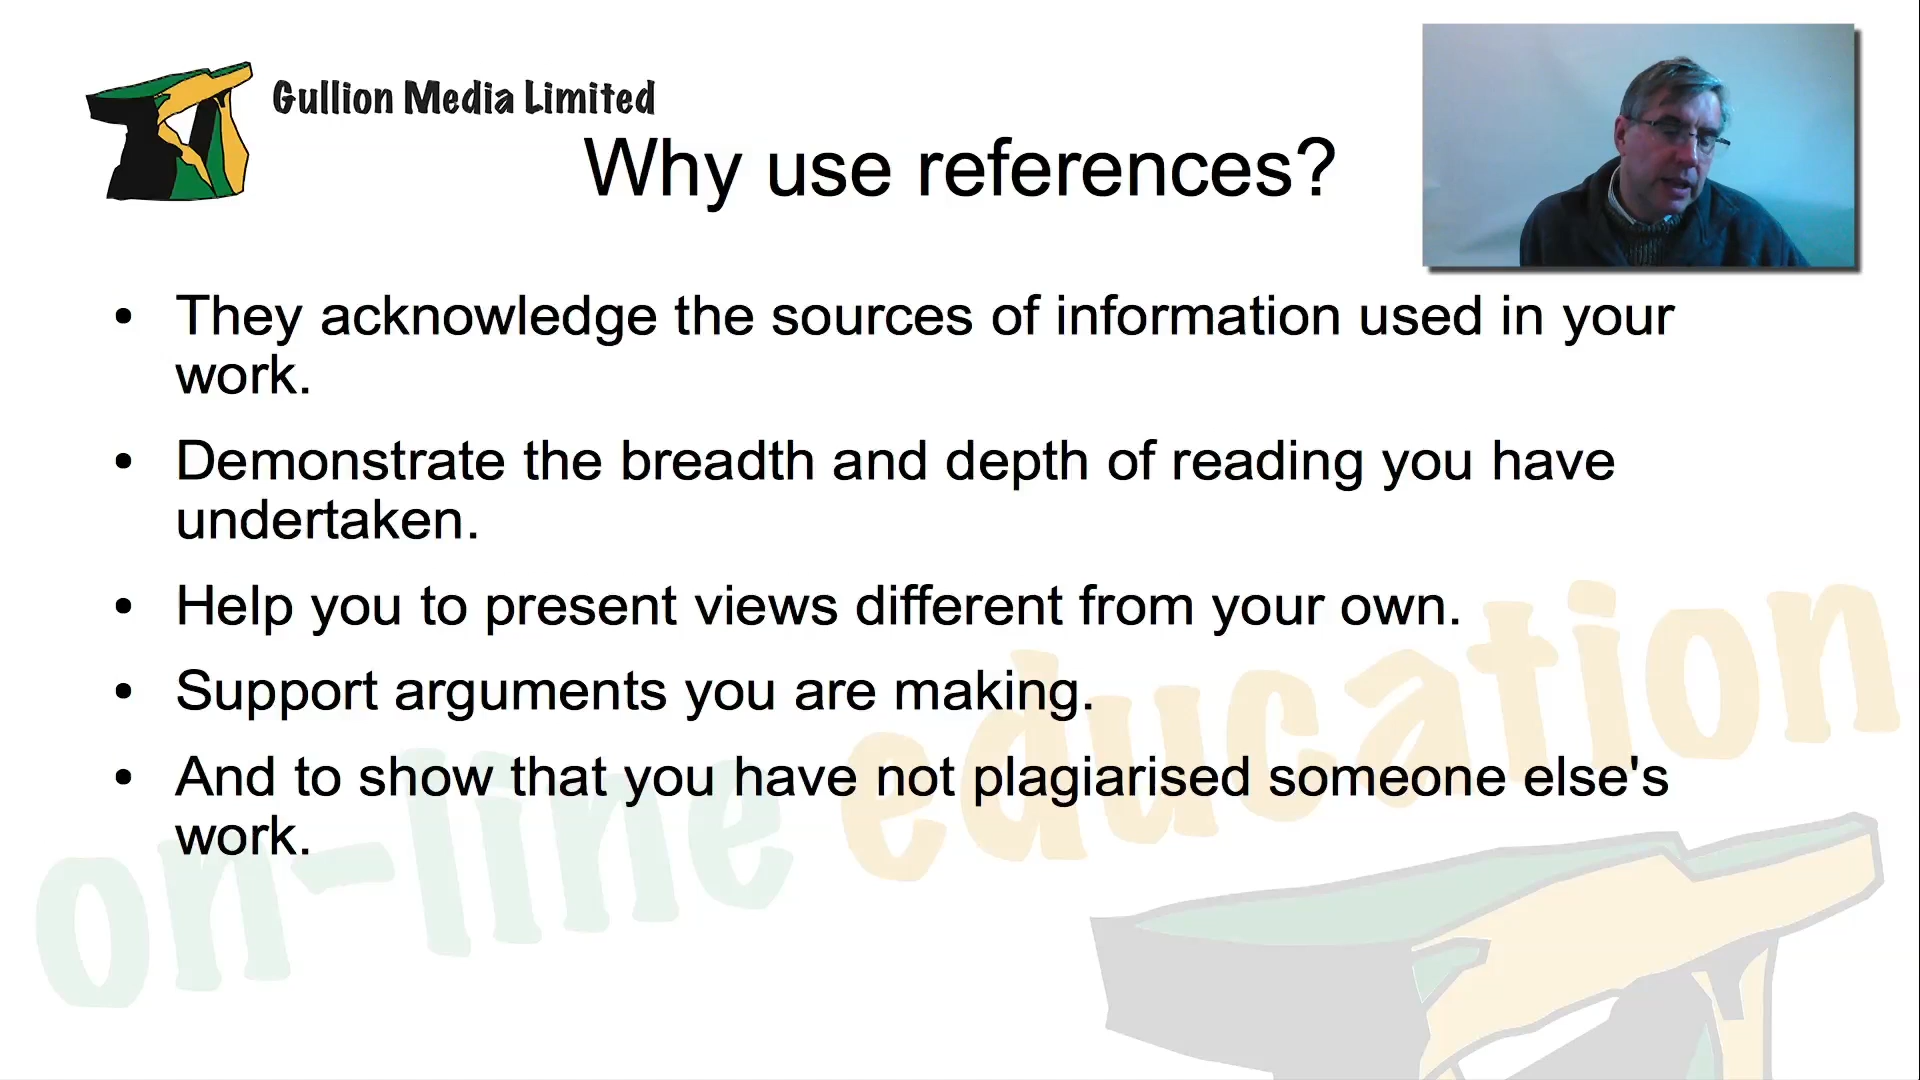 Gullion Media Limited
Why use references?
• They acknowledge the sources of information used in your
work.
• Demonstrate the breadth and depth of reading you have
undertaken.
• Help you to present views different from your own.
• Support arguments you are making.
• And to show that you have not plagiarised someone else's
work.
on-line education